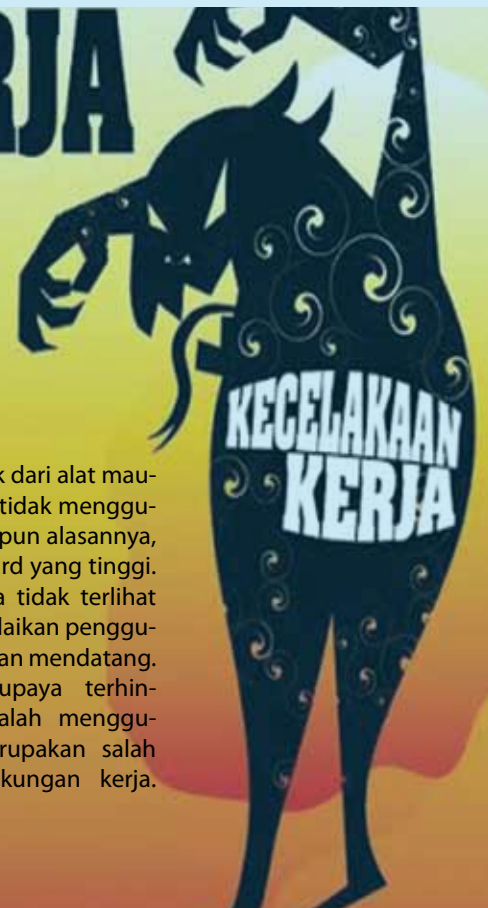 RJA
KECELAKAAN
KERJA
k dari alat mau-
tidak menggu-
pun alasannya,
rd yang tinggi.
a tidak terlihat
laikan penggu-
an mendatang.
upaya terhin-
alah menggu-
rupakan salah
kungan kerja.